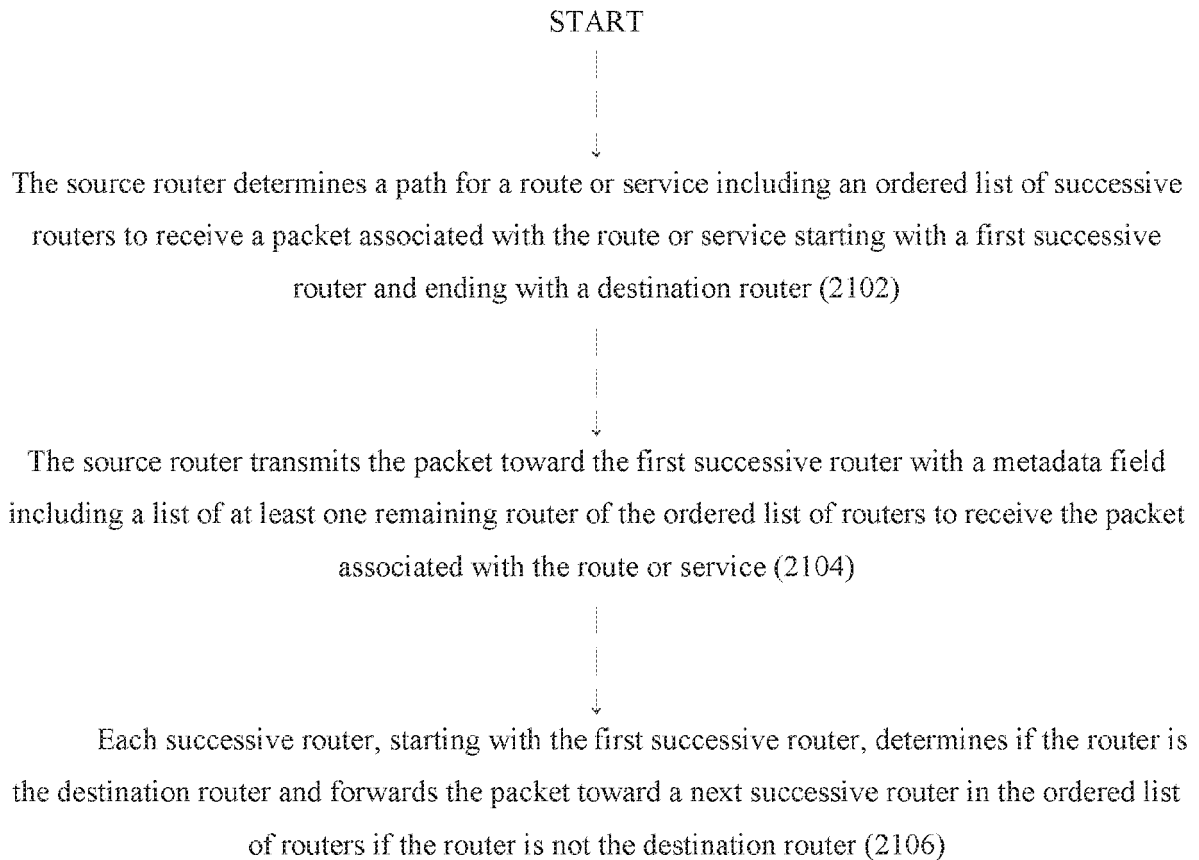 START
The source router determines a path for a route or service including an ordered list of successive
routers to receive a packet associated with the route or service starting with a first successive
router and ending with a destination router (2102)
The source router transmits the packet toward the first successive router with a metadata field
including a list of at least one remaining router of the ordered list of routers to receive the packet
associated with the route or service (2104)
Each successive router, starting with the first successive router, determines if the router is
the destination router and forwards the packet toward a next successive router in the ordered list
of routers if the router is not the destination router (2106)